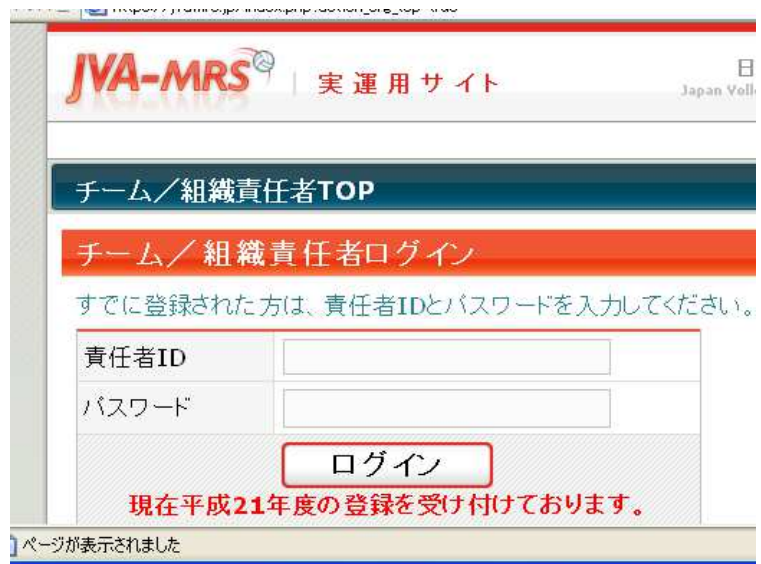 JVA-MRS 実運用サイト
日
Japan Voll
チーム／組織責任者TOP
チーム／組織責任者ログイン
すでに登録された方は、責任者IDとパスワードを入力してください。
責任者ID
パスワード
ログイン
現在平成21年度の登録を受け付けております。
ページが表示されました